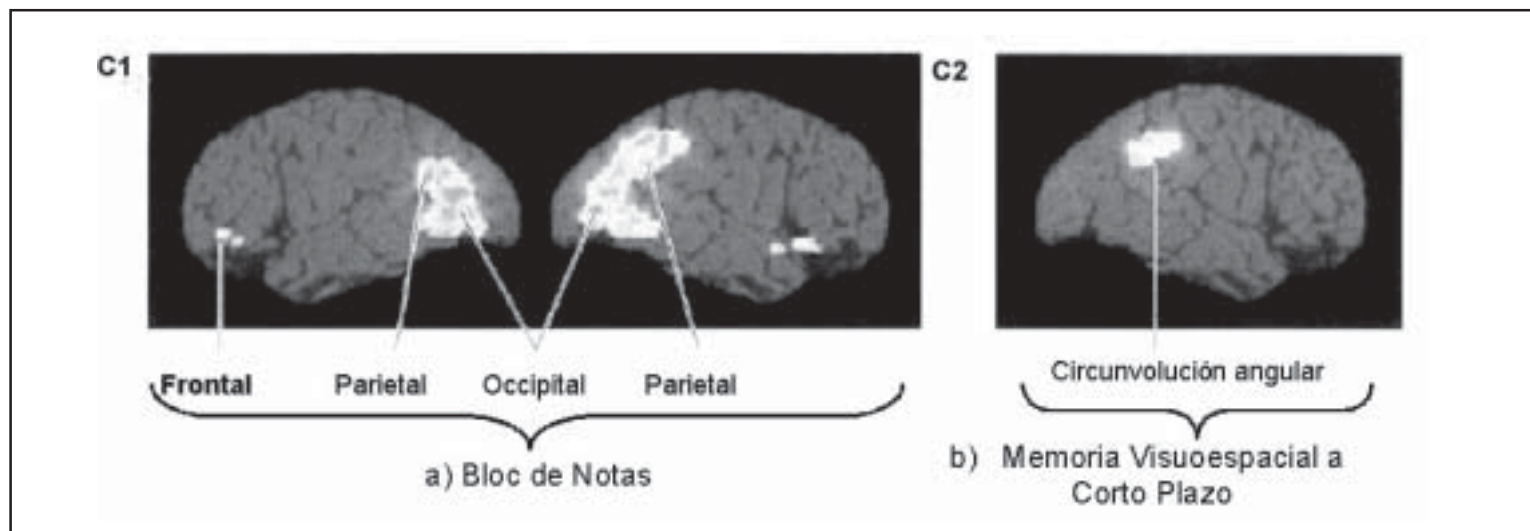 C1
C2
Frontal
Parietal
Occipital
Parietal
Circunvolución angular
a) Bloc de Notas
b) Memoria Visuoespacial a
Corto Plazo